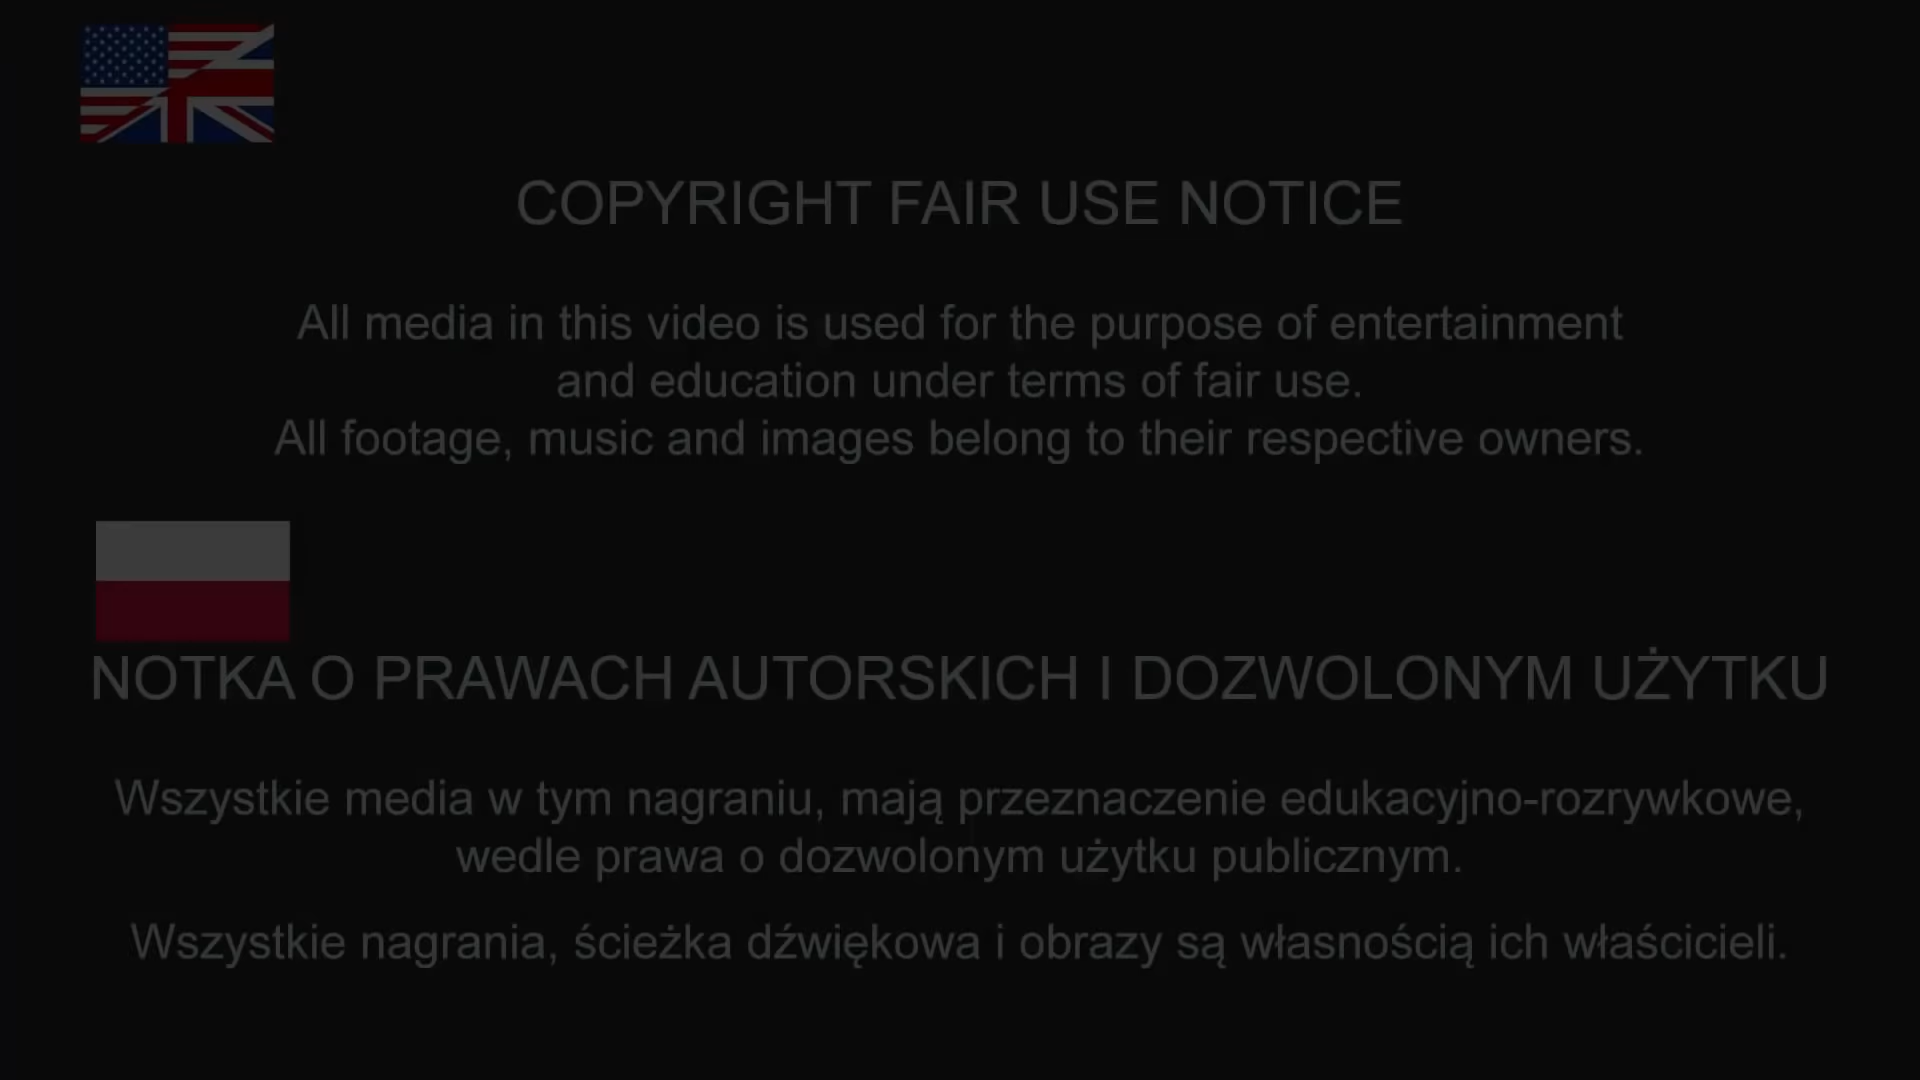 COPYRIGHT FAIR USE NOTICE
All media in this video is used for the purpose of entertainment
and education under terms of fair use.
All footage, music and images belong to their respective owners.
NOTKA O PRAWACH AUTORSKICH I DOZWOLONYM UŻYTKU
Wszystkie media w tym nagraniu, mają przeznaczenie edukacyjno-rozrywkowe,
wedle prawa o dozwolonym użytku publicznym.
Wszystkie nagrania, ścieżka dźwiękowa i obrazy są własnością ich właścicieli.